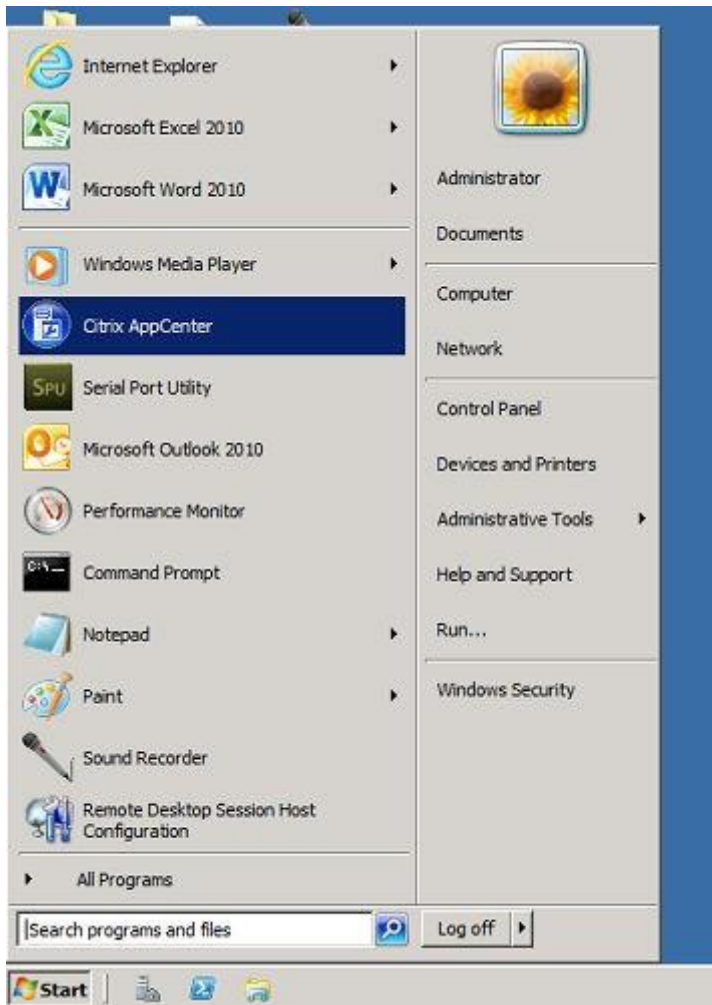 Internet Explorer
Microsoft Excel 2010
Microsoft Word 2010
Windows Media Player
Citrix AppCenter
SPU
Serial Port Utility
Microsoft Outlook 2010
Performance Monitor
C:\_
Command Prompt
Notepad
Paint
Sound Recorder
Remote Desktop Session Host
Configuration
All Programs
Search programs and files
Administrator
Documents
Computer
Network
Control Panel
Devices and Printers
Administrative Tools
Help and Support
Run...
Windows Security
Log off
Start